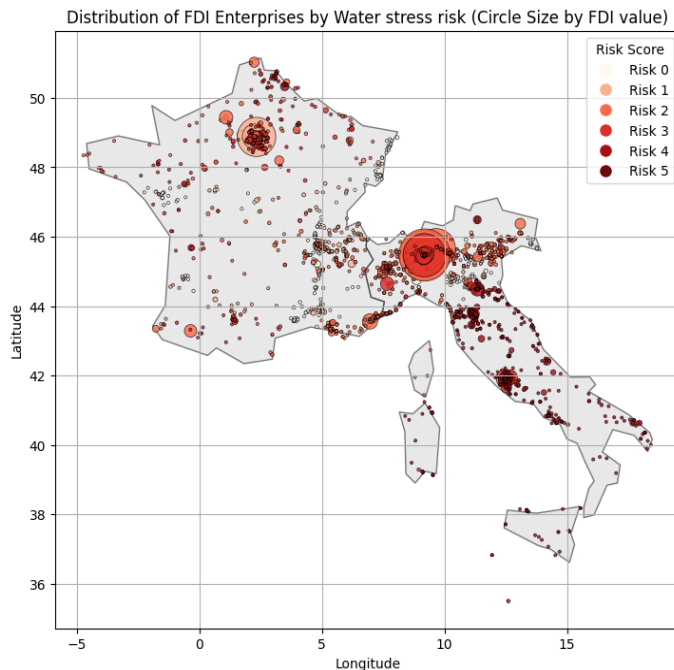 Distribution of FDI Enterprises by Water stress risk (Circle Size by FDI value)
Risk Score
Risk 0
Risk 1
Risk 2
Risk 3
Risk 4
Risk 5
50
48
46
44
42
40
38
36
Latitude
−5
0
5
10
15
Longitude